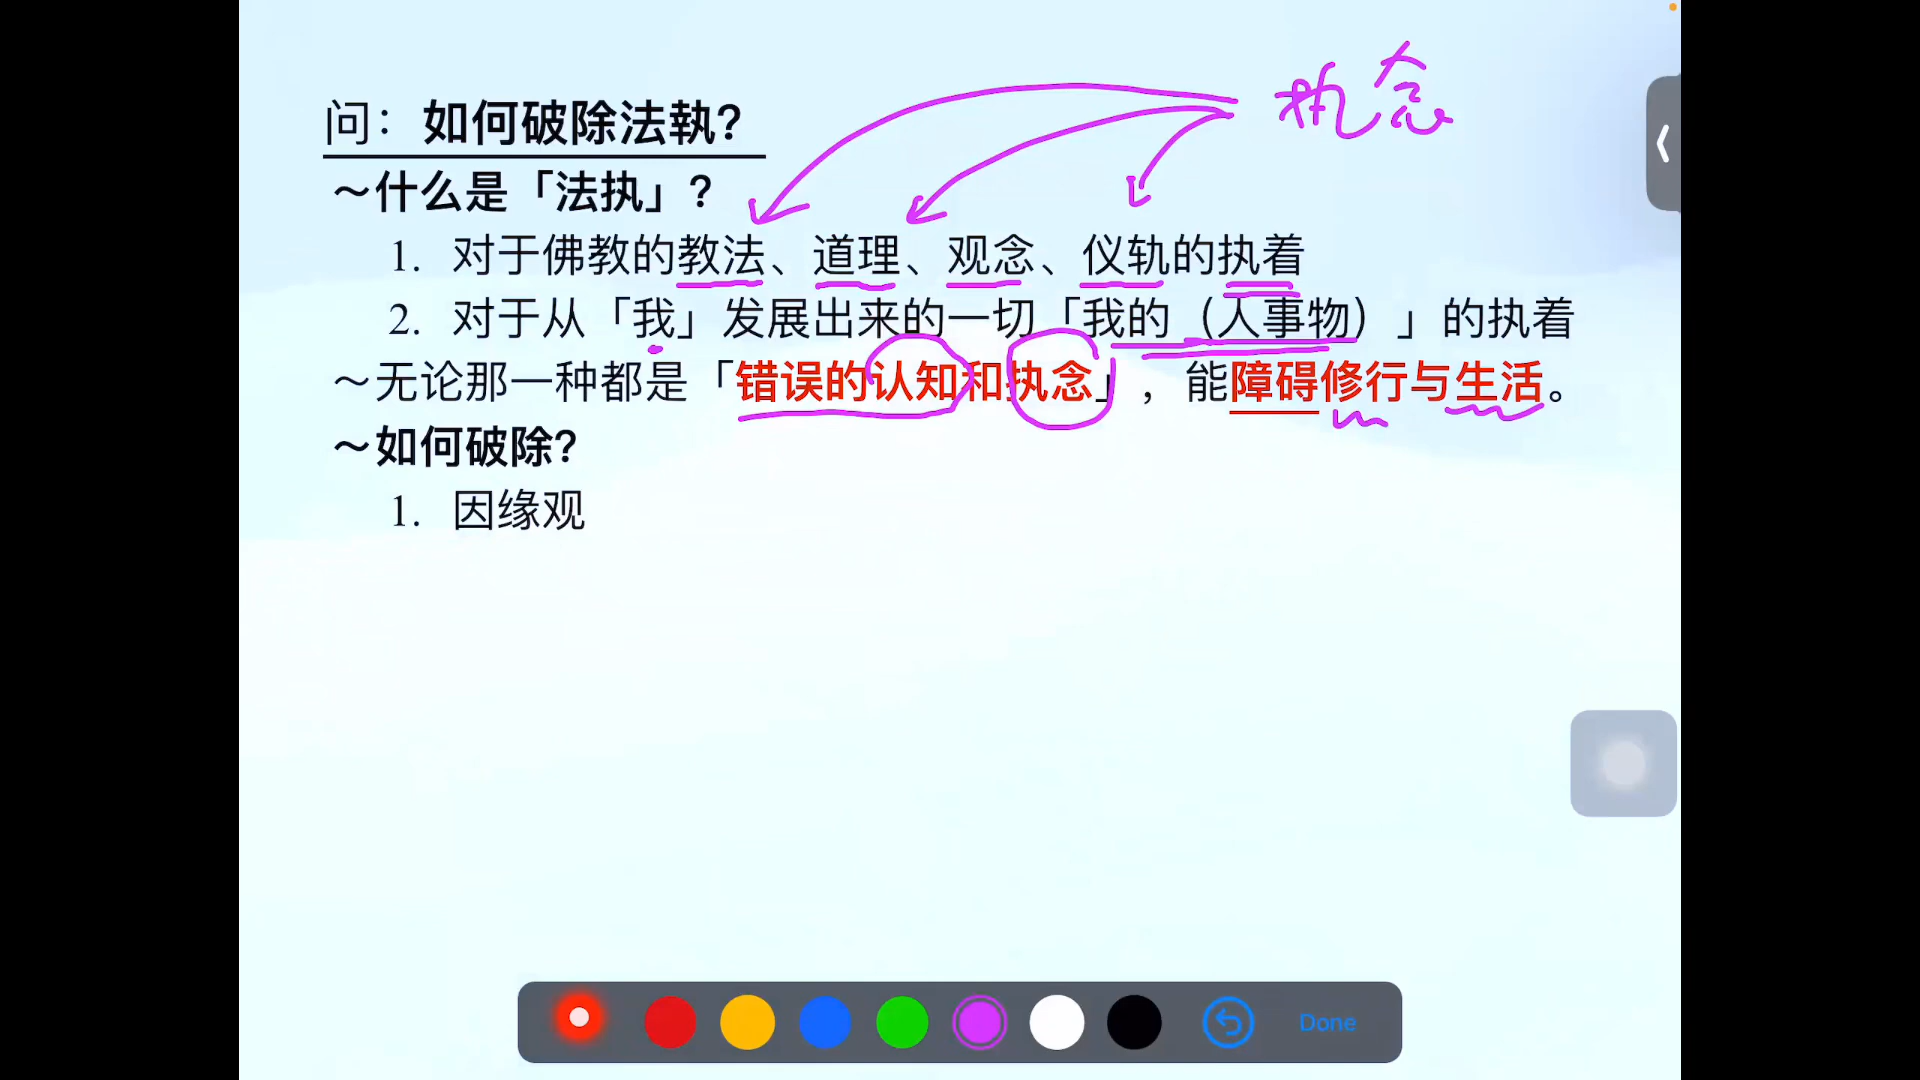 执念
问：如何破除法執？
～什么是「法执」？
1. 对于佛教的教法、道理、观念、仪轨的执着
2. 对于从「我」发展出来的一切「我的（人事物）」的执着
～无论那一种都是「错误的认知和执念」，能障碍修行与生活。
～如何破除？
1. 因缘观
Done